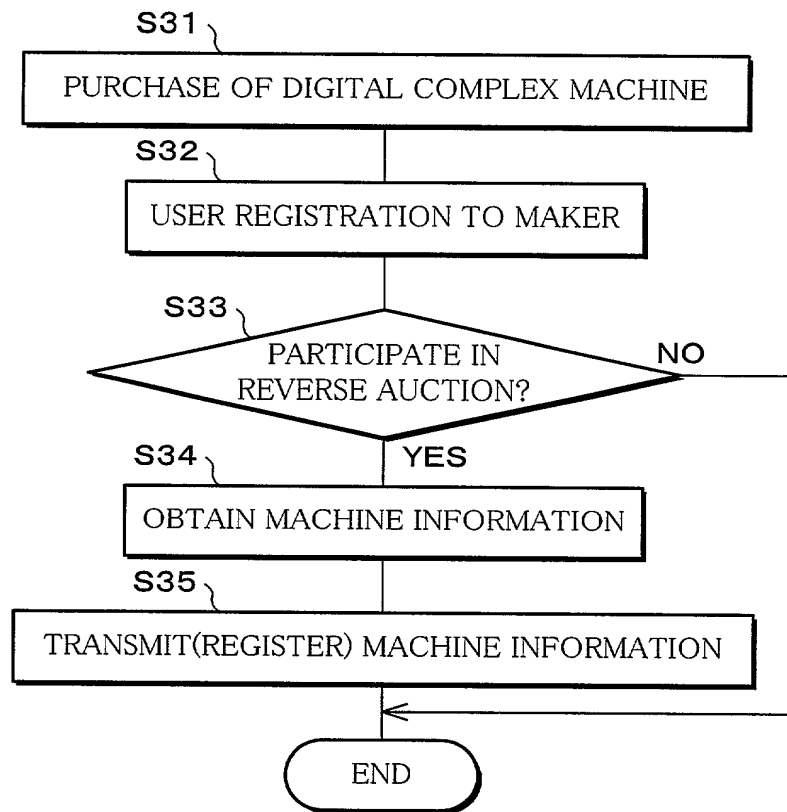 S31
PURCHASE OF DIGITAL COMPLEX MACHINE
S32
USER REGISTRATION TO MAKER
S33
PARTICIPATE IN
REVERSE AUCTION?
NO
YES
S34
OBTAIN MACHINE INFORMATION
S35
TRANSMIT(REGISTER) MACHINE INFORMATION
END